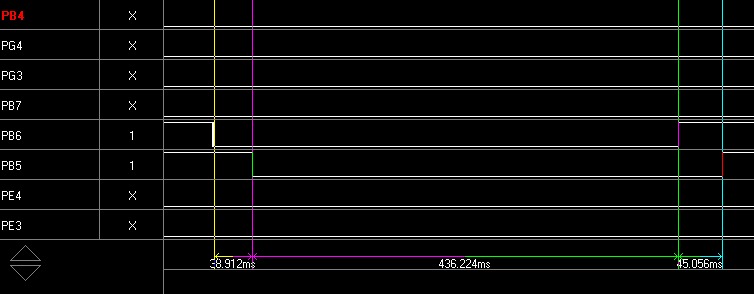 PB4 X
PG4 X
PG3 X
PB7 X
PB6 1
PB5 1
PE4 X
PE3 X
38.912ms 436.224ms 45.056ms